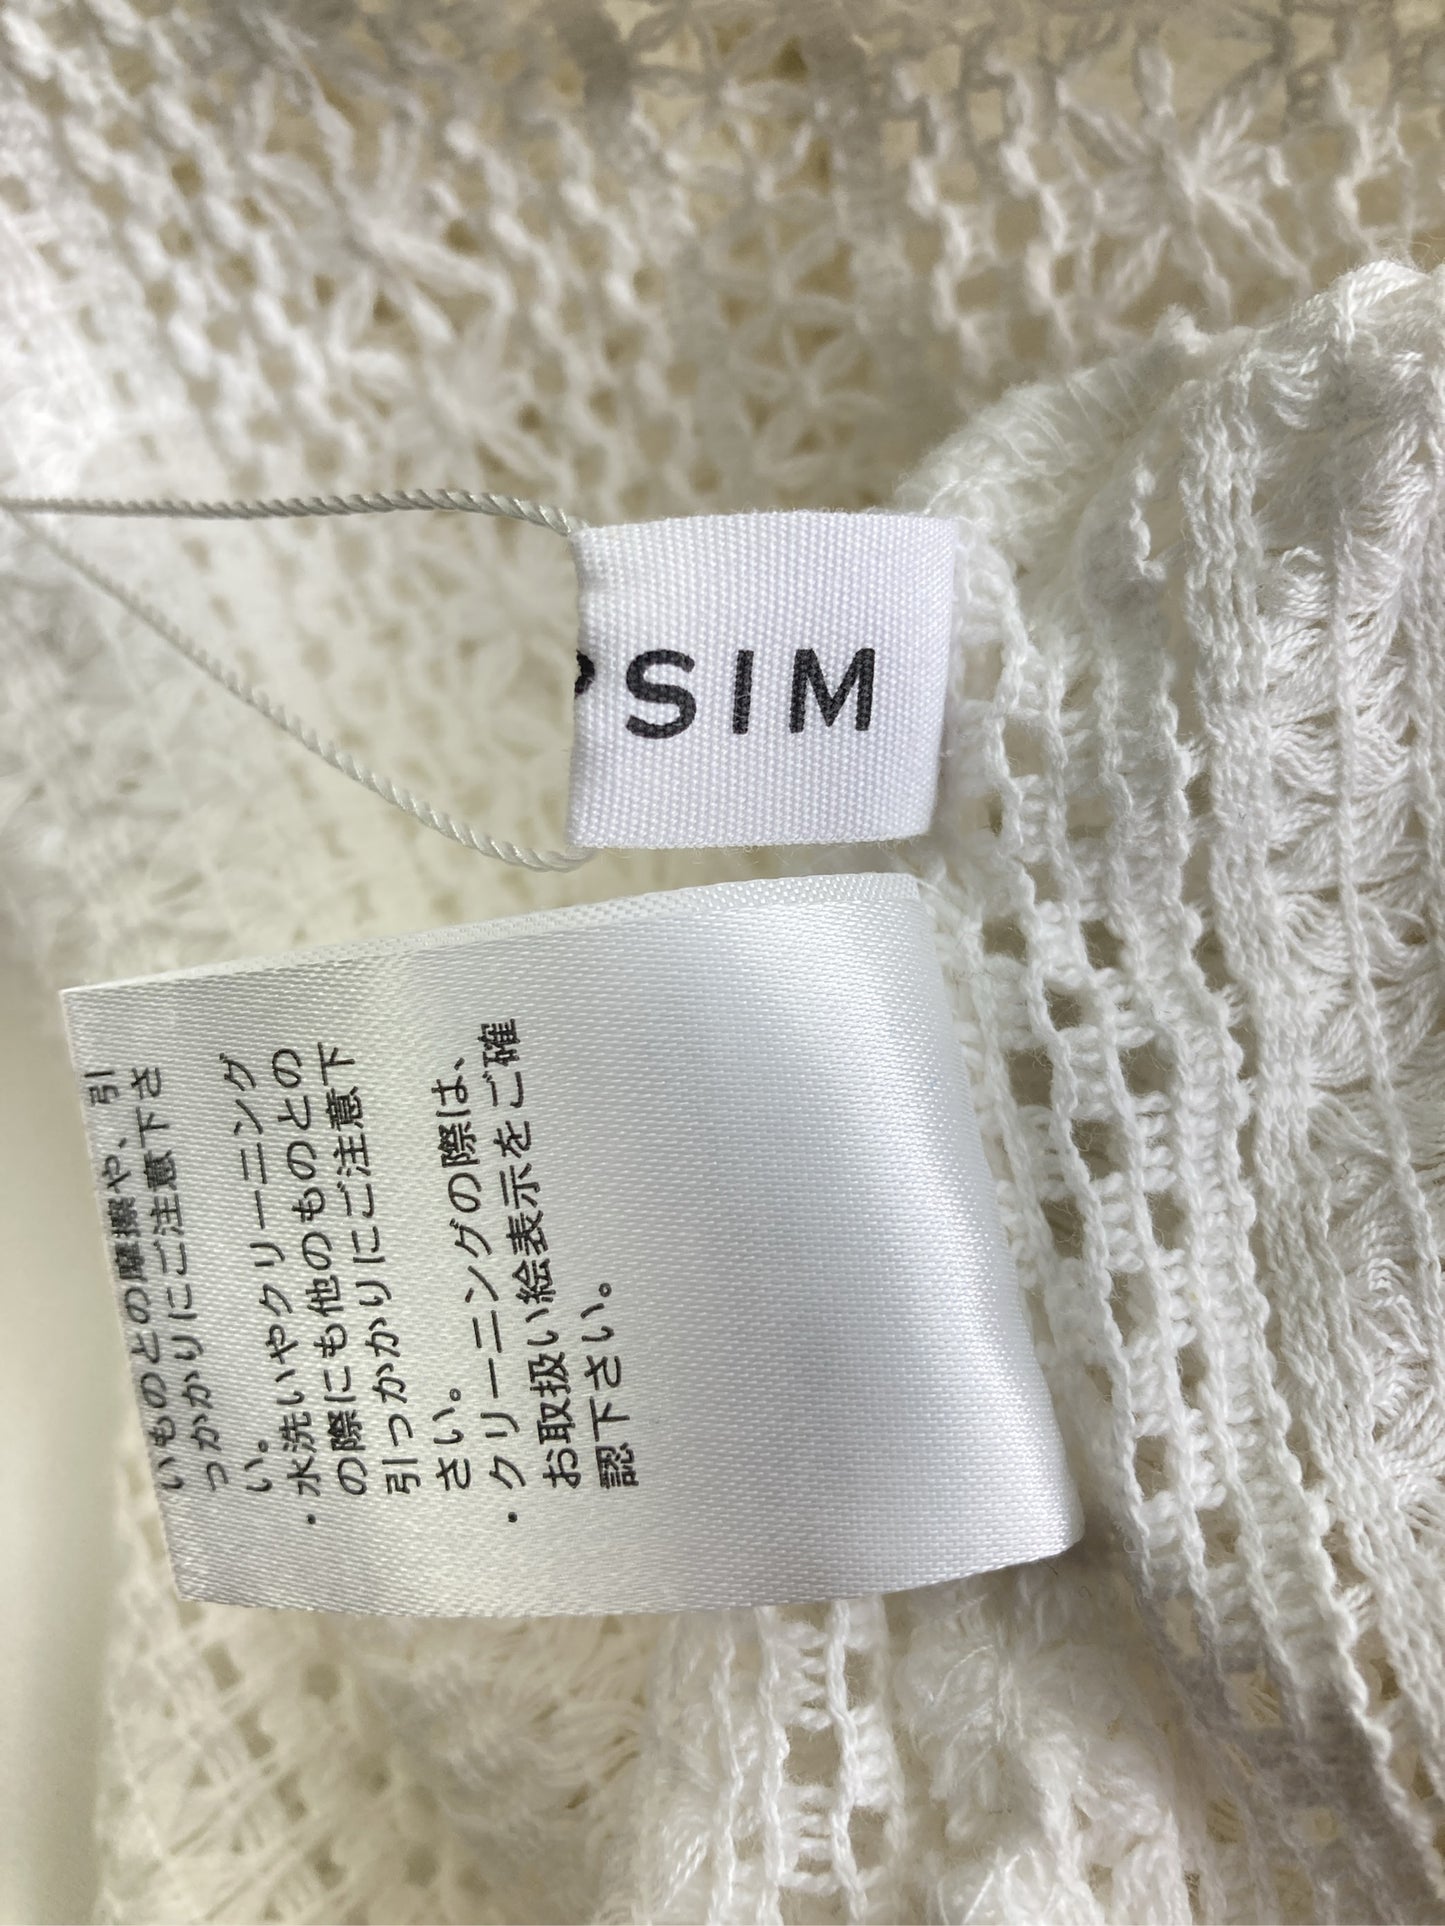 PSIM
いものとの摩擦や、引
っかかりにご注意下さ
い。
・水洗いやクリーニング
の際にも他のものとの
引っかかりにご注意下
さい。
・クリーニングの際は、
お取扱い絵表示をご確
認下さい。